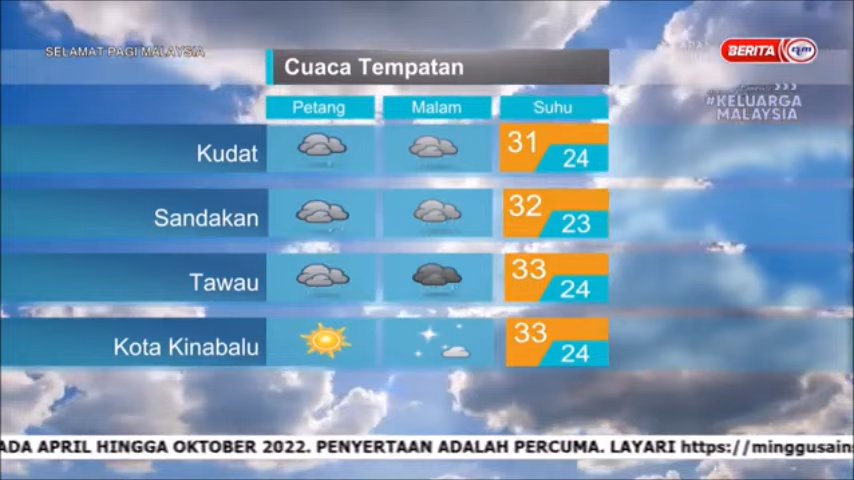 SELAMAT PAGI MALAYSIA
BERITA rtm
#KELUARGA
MALAYSIA
Cuaca Tempatan
Petang Malam Suhu
Kudat 31 24
Sandakan 32 23
Tawau 33 24
Kota Kinabalu 33 24
ADA APRIL HINGGA OKTOBER 2022. PENYERTAAN ADALAH PERCUMA. LAYARI https://minggusains